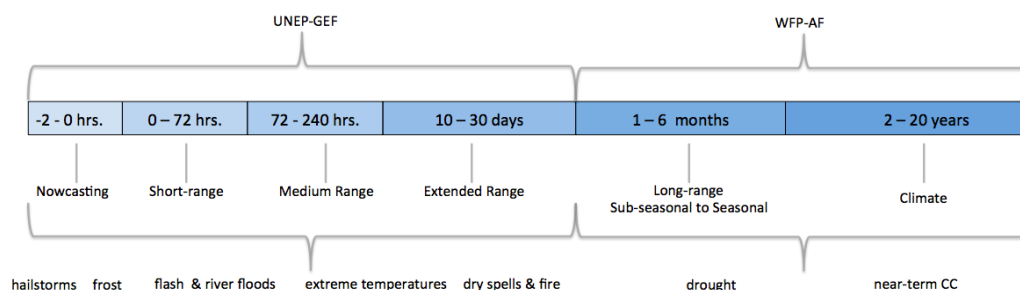 UNEP-GEF WFP-AF
-2 - 0 hrs. 0 – 72 hrs. 72 - 240 hrs. 10 – 30 days 1 – 6 months 2 – 20 years
Nowcasting Short-range Medium Range Extended Range Long-range Climate
Sub-seasonal to Seasonal
hailstorms frost flash & river floods extreme temperatures dry spells & fire drought near-term CC